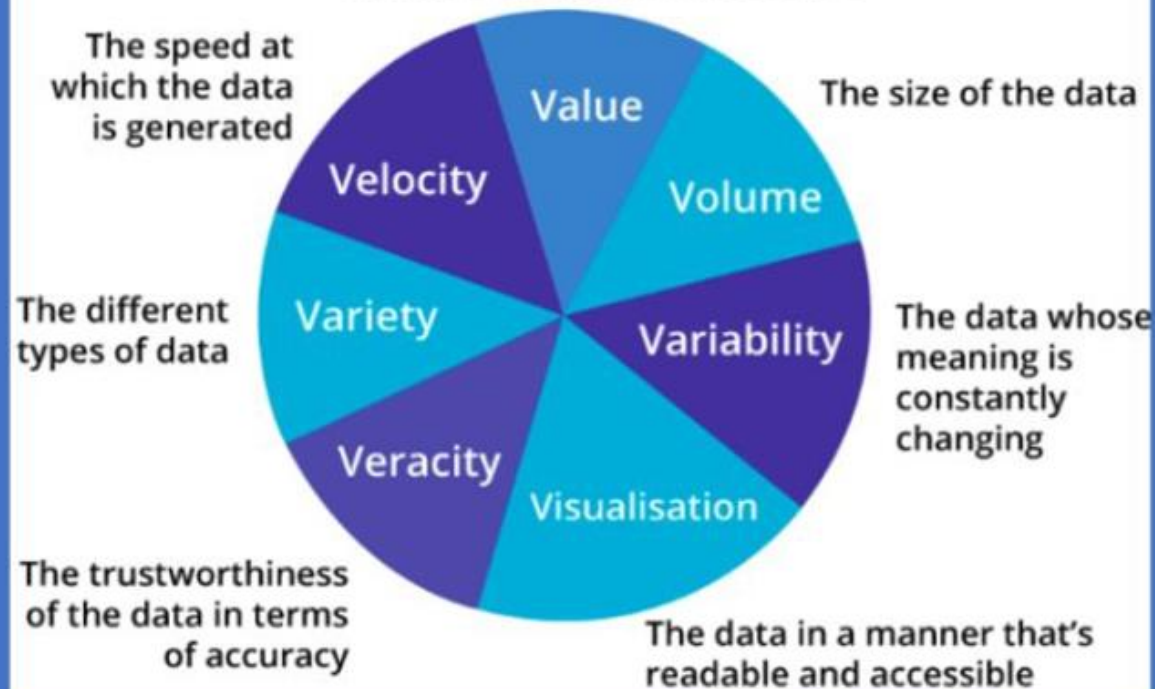 Value
The size of the data
Volume
The data whose
meaning is
constantly
changing
Variability
The data in a manner that's
readable and accessible
Visualisation
The trustworthiness
of the data in terms
of accuracy
Veracity
The different
types of data
Variety
The speed at
which the data
is generated
Velocity